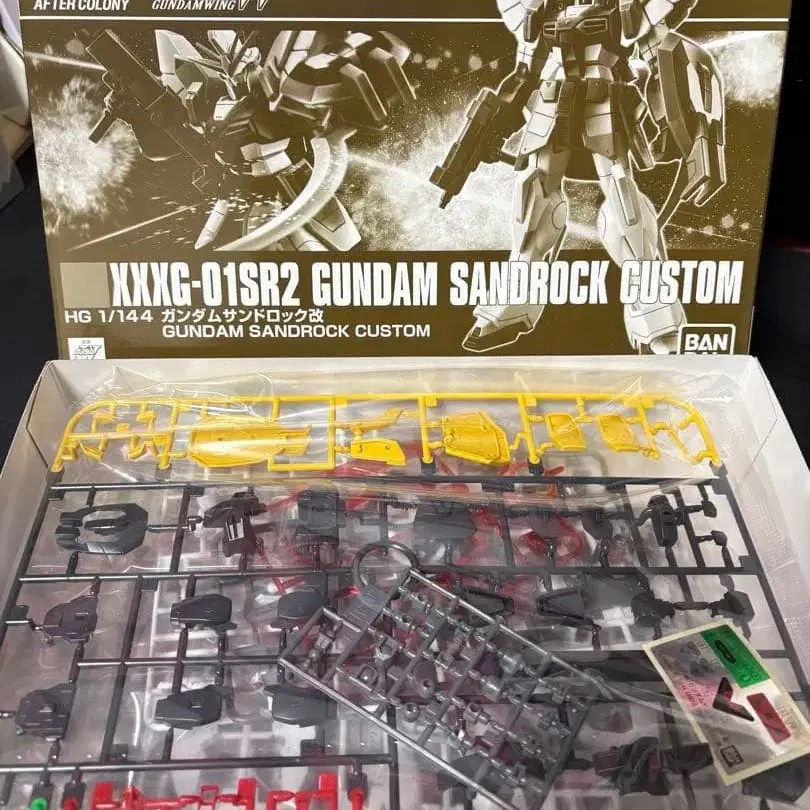 AFTER COLONY
GUNDAM WING
XXXG-01SR2 GUNDAM SANDROCK CUSTOM
HG 1/144 ガンダムサンドロック改
GUNDAM SANDROCK CUSTOM
BAN